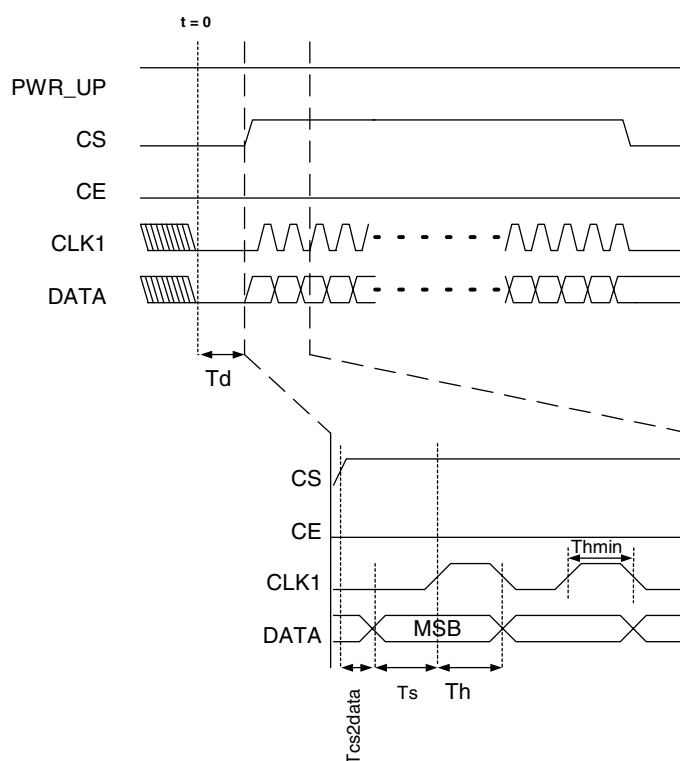 t = 0
PWR_UP
CS
CE
CLK1
DATA
Td
CS
CE
Thmin
CLK1
DATA
MSB
Tcs2data
Ts
Th